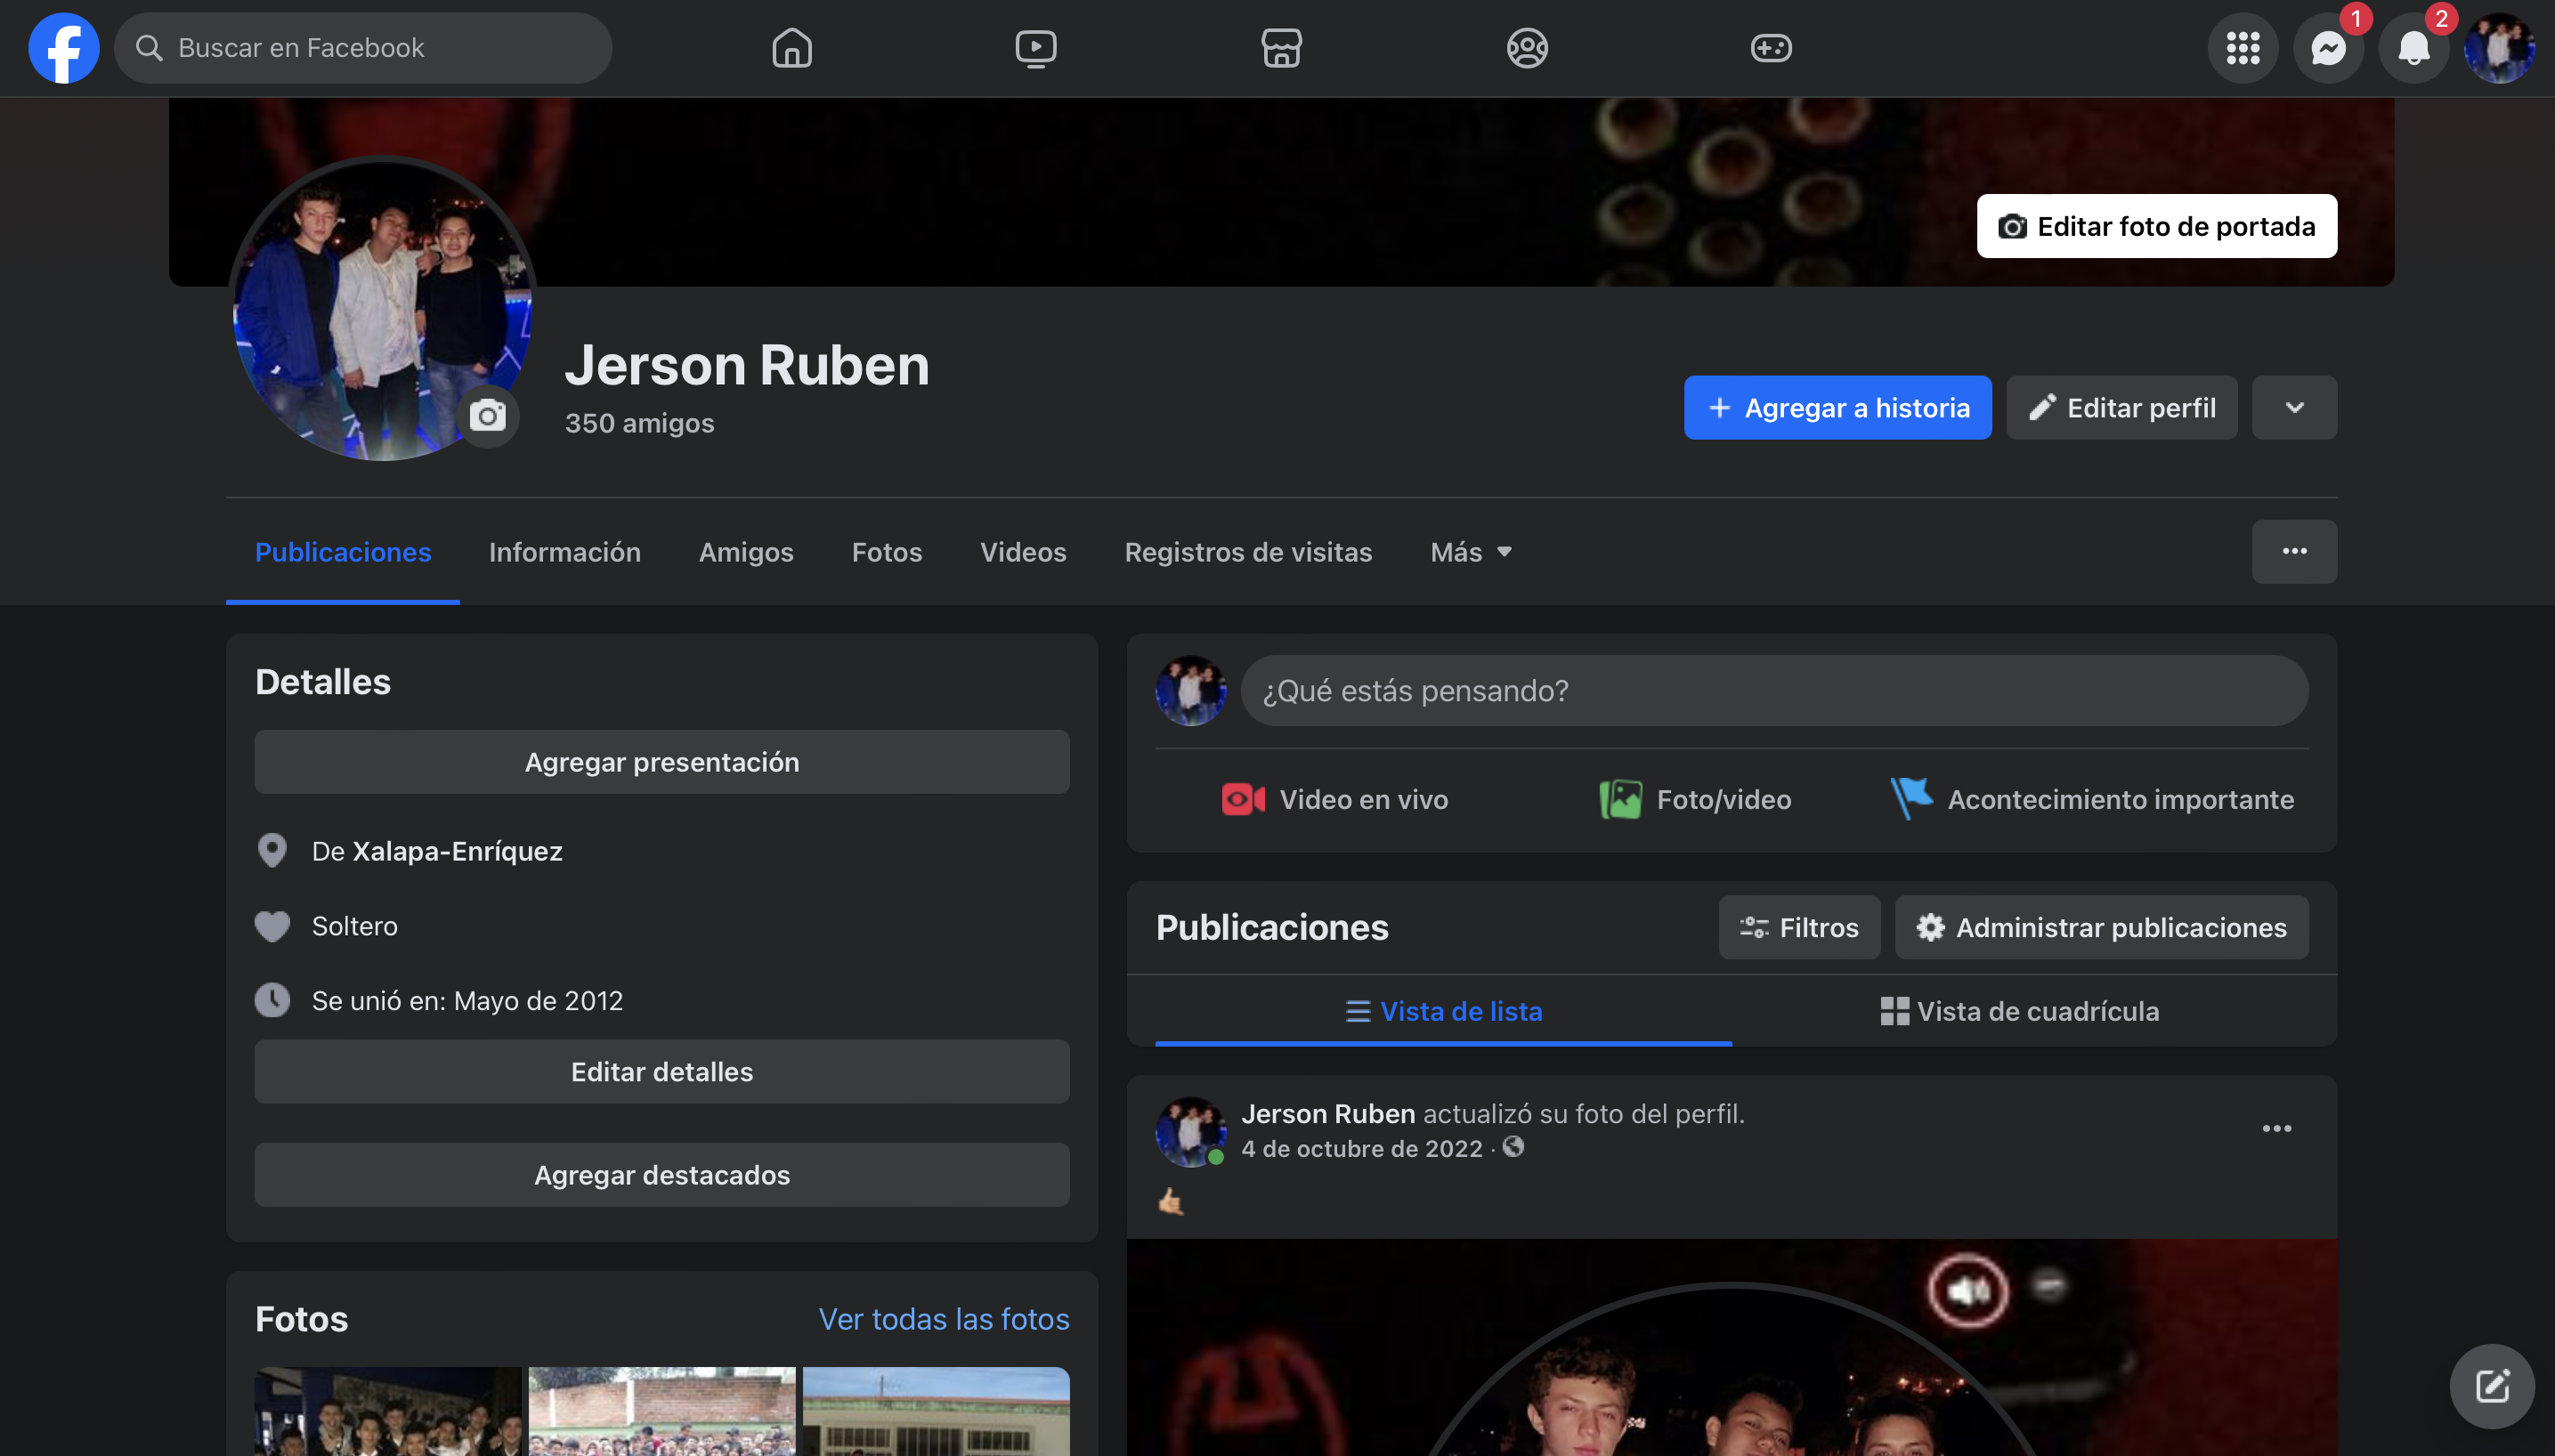 Buscar en Facebook
1
2
Editar foto de portada
Jerson Ruben
350 amigos
Agregar a historia
Editar perfil
Publicaciones
Información
Amigos
Fotos
Videos
Registros de visitas
Más
Detalles
Agregar presentación
De Xalapa-Enríquez
Soltero
Se unió en: Mayo de 2012
Editar detalles
Agregar destacados
Fotos
Ver todas las fotos
¿Qué estás pensando?
Video en vivo
Foto/video
Acontecimiento importante
Publicaciones
Filtros
Administrar publicaciones
Vista de lista
Vista de cuadrícula
Jerson Ruben actualizó su foto del perfil.
4 de octubre de 2022 ·